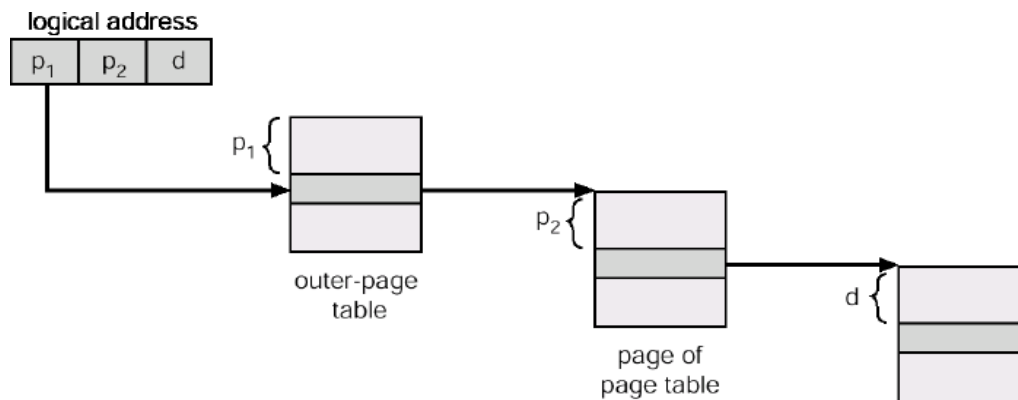 logical address
p₁ p₂ d
p₁
outer-page
table
p₂
page of
page table
d